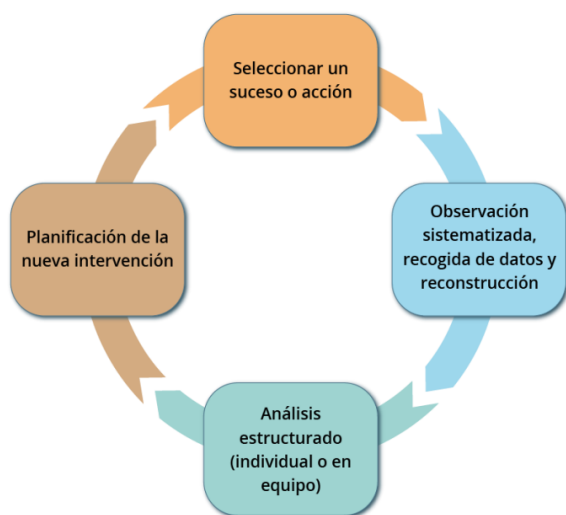 Seleccionar un
suceso o acción
Observación
sistematizada,
recogida de datos y
reconstrucción
Análisis
estructurado
(individual o en
equipo)
Planificación de la
nueva intervención